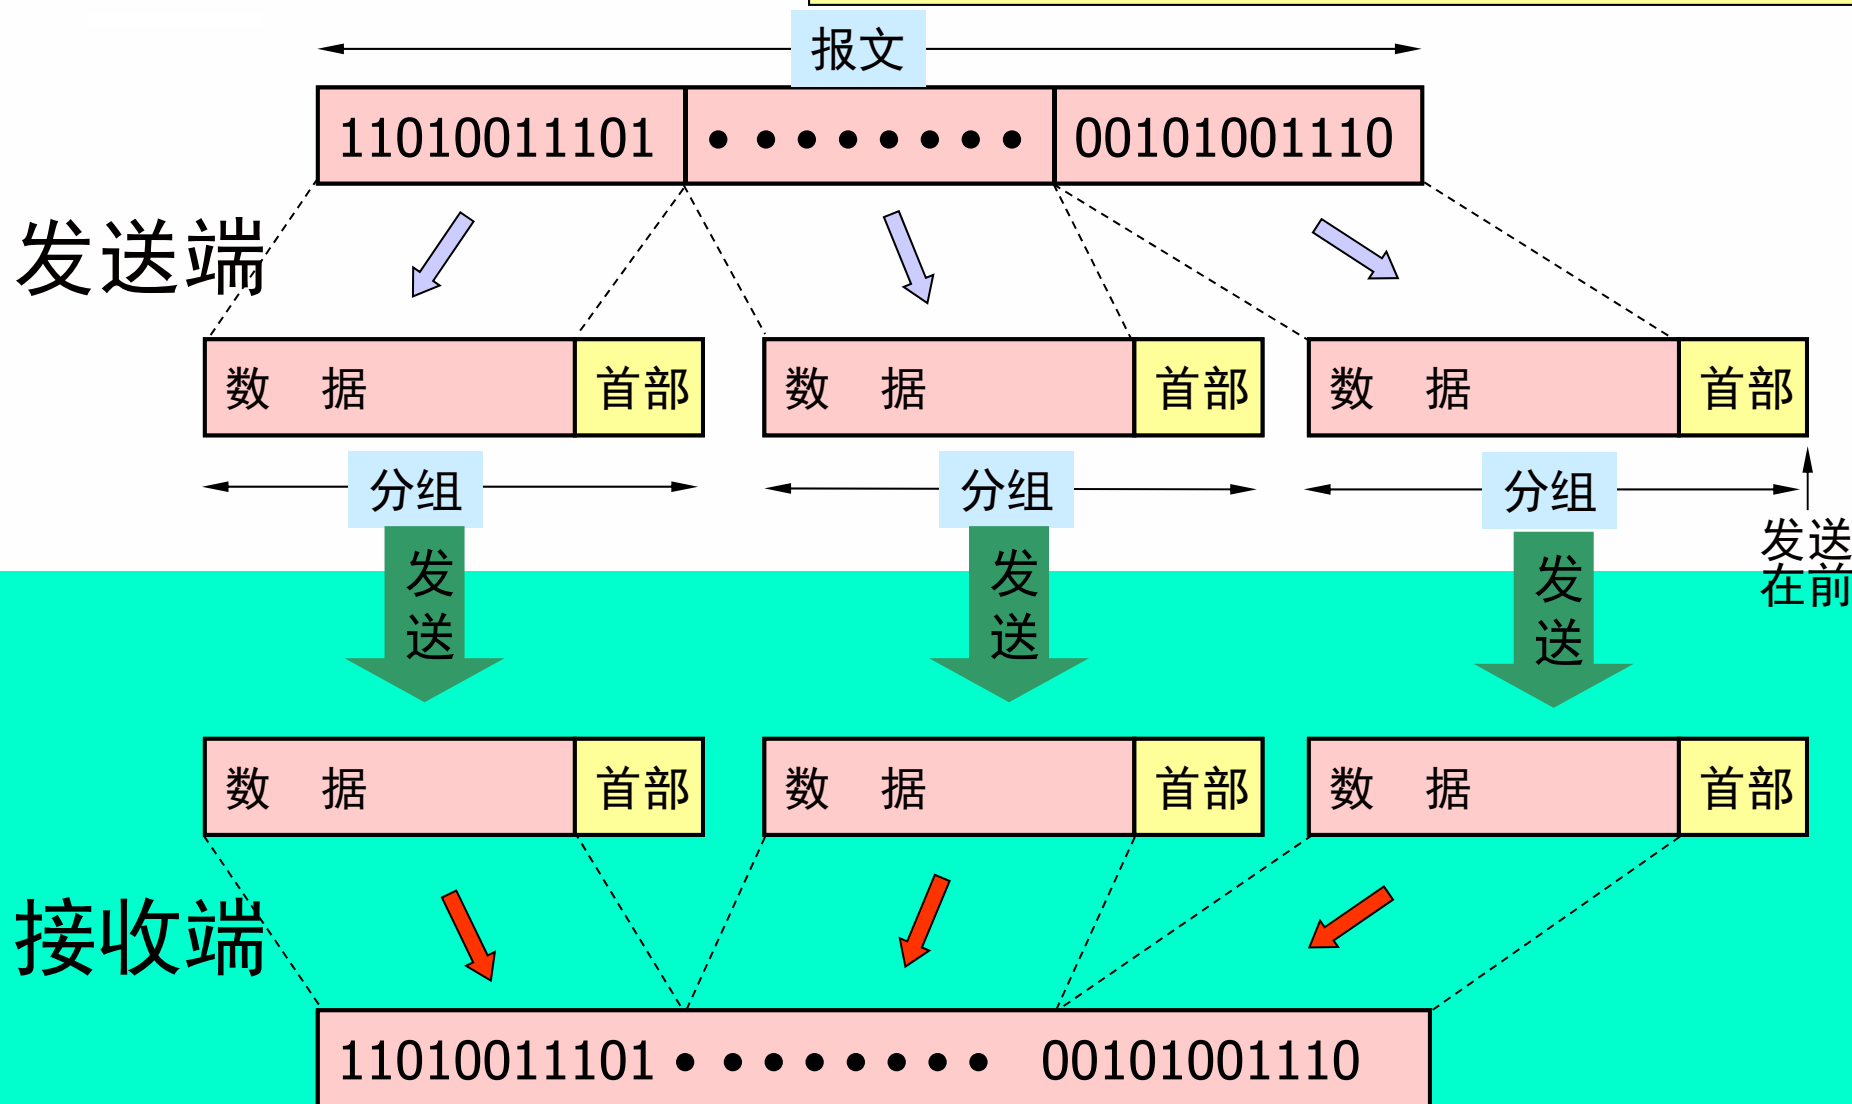 报文
11010011101 ● ● ● ● ● ● ● ● 00101001110
发送端
数 据 首部 数 据 首部 数 据 首部
分组 分组 分组
发送 发送 发送
发送
在前
数 据 首部 数 据 首部 数 据 首部
接收端
11010011101 ● ● ● ● ● ● ● ● 00101001110